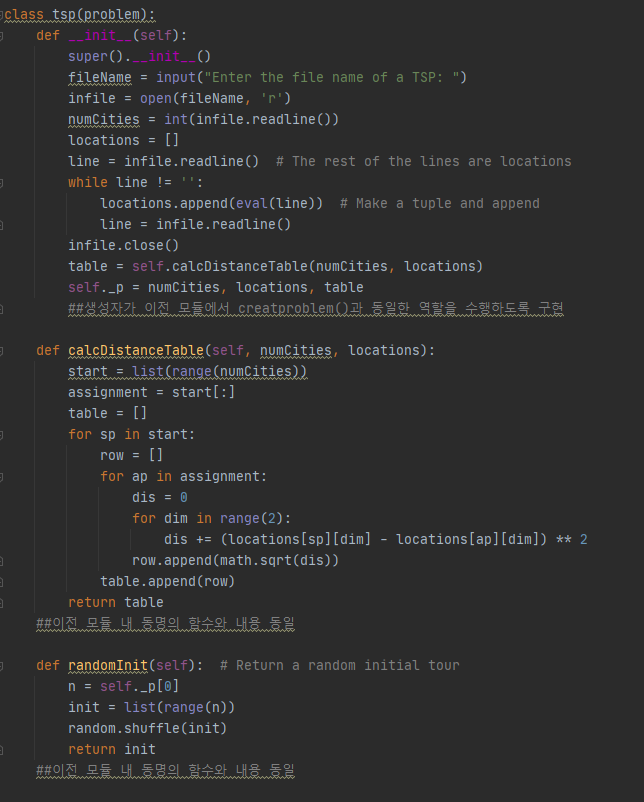 class tsp(problem):
    def __init__(self):
        super().__init__()
        fileName = input("Enter the file name of a TSP: ")
        infile = open(fileName, 'r')
        numCities = int(infile.readline())
        locations = []
        line = infile.readline()  # The rest of the lines are locations
        while line != '':
            locations.append(eval(line))  # Make a tuple and append
            line = infile.readline()
        infile.close()
        table = self.calcDistanceTable(numCities, locations)
        self._p = numCities, locations, table
        ##생성자가 이전 모듈에서 creatproblem()과 동일한 역할을 수행하도록 구현
    def calcDistanceTable(self, numCities, locations):
        start = list(range(numCities))
        assignment = start[:]
        table = []
        for sp in start:
            row = []
            for ap in assignment:
                dis = 0
                for dim in range(2):
                    dis += (locations[sp][dim] - locations[ap][dim]) ** 2
                row.append(math.sqrt(dis))
            table.append(row)
        return table
    ##이전 모듈 내 동명의 함수와 내용 동일
    def randomInit(self):  # Return a random initial tour
        n = self._p[0]
        init = list(range(n))
        random.shuffle(init)
        return init
    ##이전 모듈 내 동명의 함수와 내용 동일